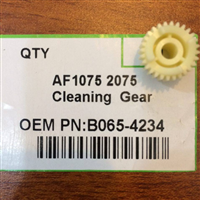 QTY
AF1075 2075
Cleaning Gear
OEM PN:B065-4234